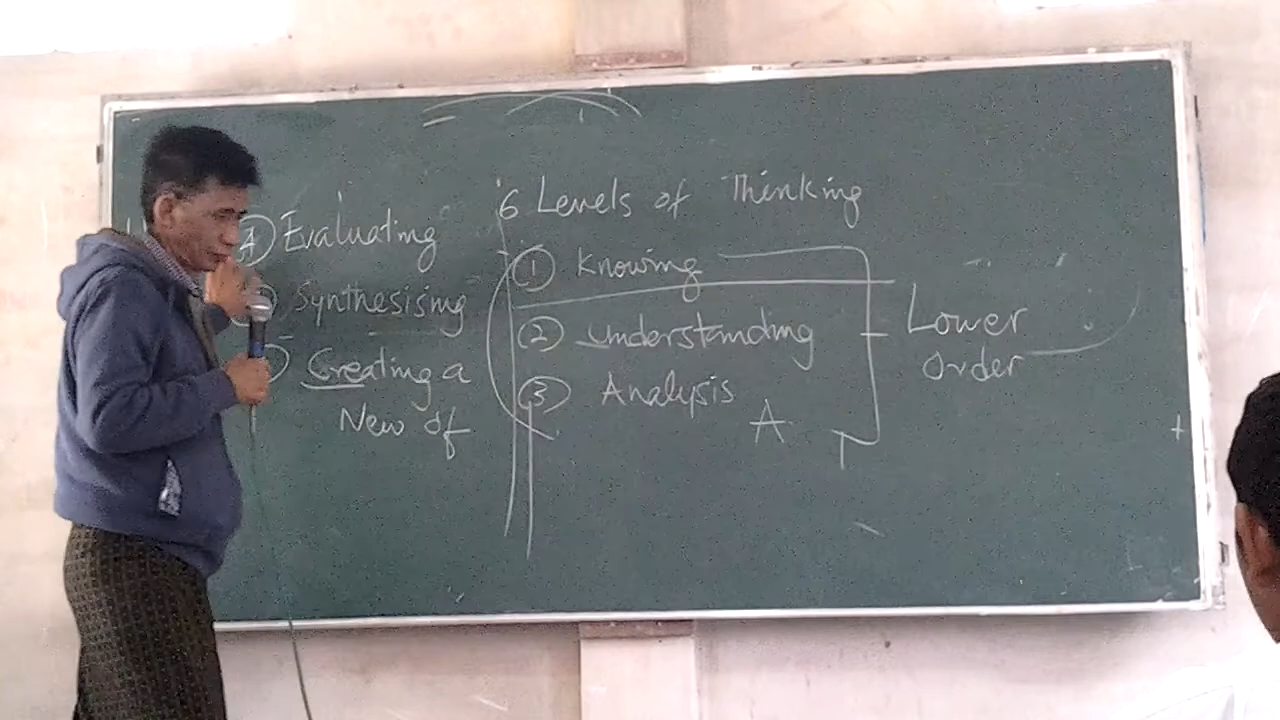 6 Levels of Thinking
① Knowing
② Understanding
③ Analysis
A
Lower
Order
④ Evaluating
Synthesising
Creating a
New of